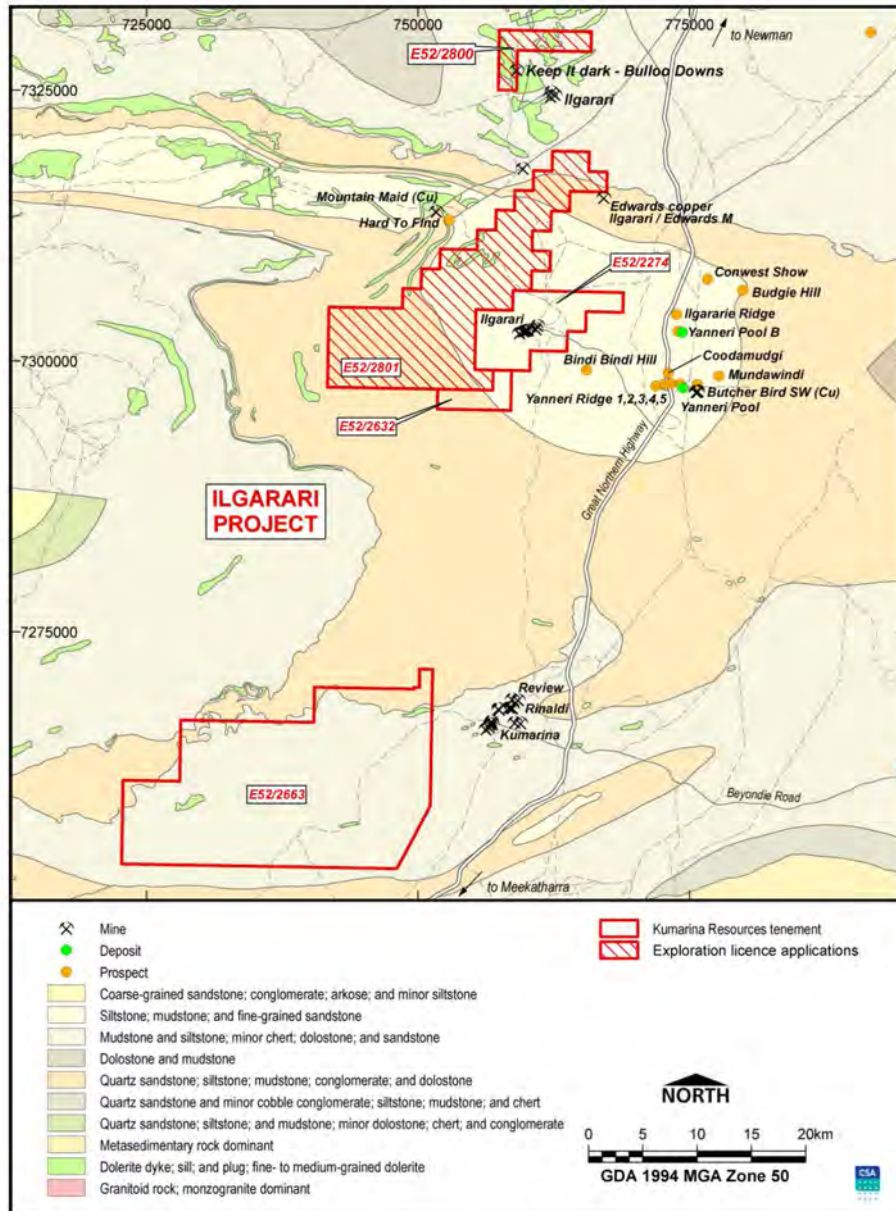 725000
750000
775000
to Newman
E52/2800
Keep It dark - Bulloo Downs
7325000
Ilgarari
Mountain Maid (Cu)
Hard To Find
Edwards copper
Ilgarari / Edwards M
E52/2274
Conwest Show
Budgie Hill
Ilgararie Ridge
Ilgarari
Yanneri Pool B
7300000
E52/2801
Bindi Bindi Hill
Coodamudgi
Mundawindi
Yanneri Ridge 1,2,3,4,5
Butcher Bird SW (Cu)
Yanneri Pool
E52/2632
Great Northern Highway
ILGARARI
PROJECT
7275000
Review
Rinaldi
Kumarina
E52/2663
Beyondie Road
to Meekatharra
Mine
Deposit
Prospect
Coarse-grained sandstone; conglomerate; arkose; and minor siltstone
Siltstone; mudstone; and fine-grained sandstone
Mudstone and siltstone; minor chert; dolostone; and sandstone
Dolostone and mudstone
Quartz sandstone; siltstone; mudstone; conglomerate; and dolostone
Quartz sandstone and minor cobble conglomerate; siltstone; mudstone; and chert
Quartz sandstone; siltstone; and mudstone; minor dolostone; chert; and conglomerate
Metasedimentary rock dominant
Dolerite dyke; sill; and plug; fine- to medium-grained dolerite
Granitoid rock; monzogranite dominant
Kumarina Resources tenement
Exploration licence applications
NORTH
0 5 10 15 20km
GDA 1994 MGA Zone 50
CSA